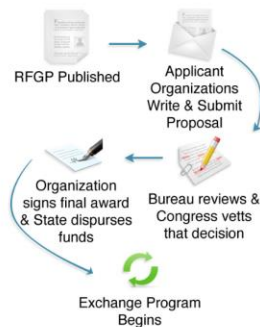 RFGP Published
Applicant
Organizations
Write & Submit
Proposal
Bureau reviews &
Congress vetts
that decision
Organization
signs final award
& State dispurses
funds
Exchange Program
Begins